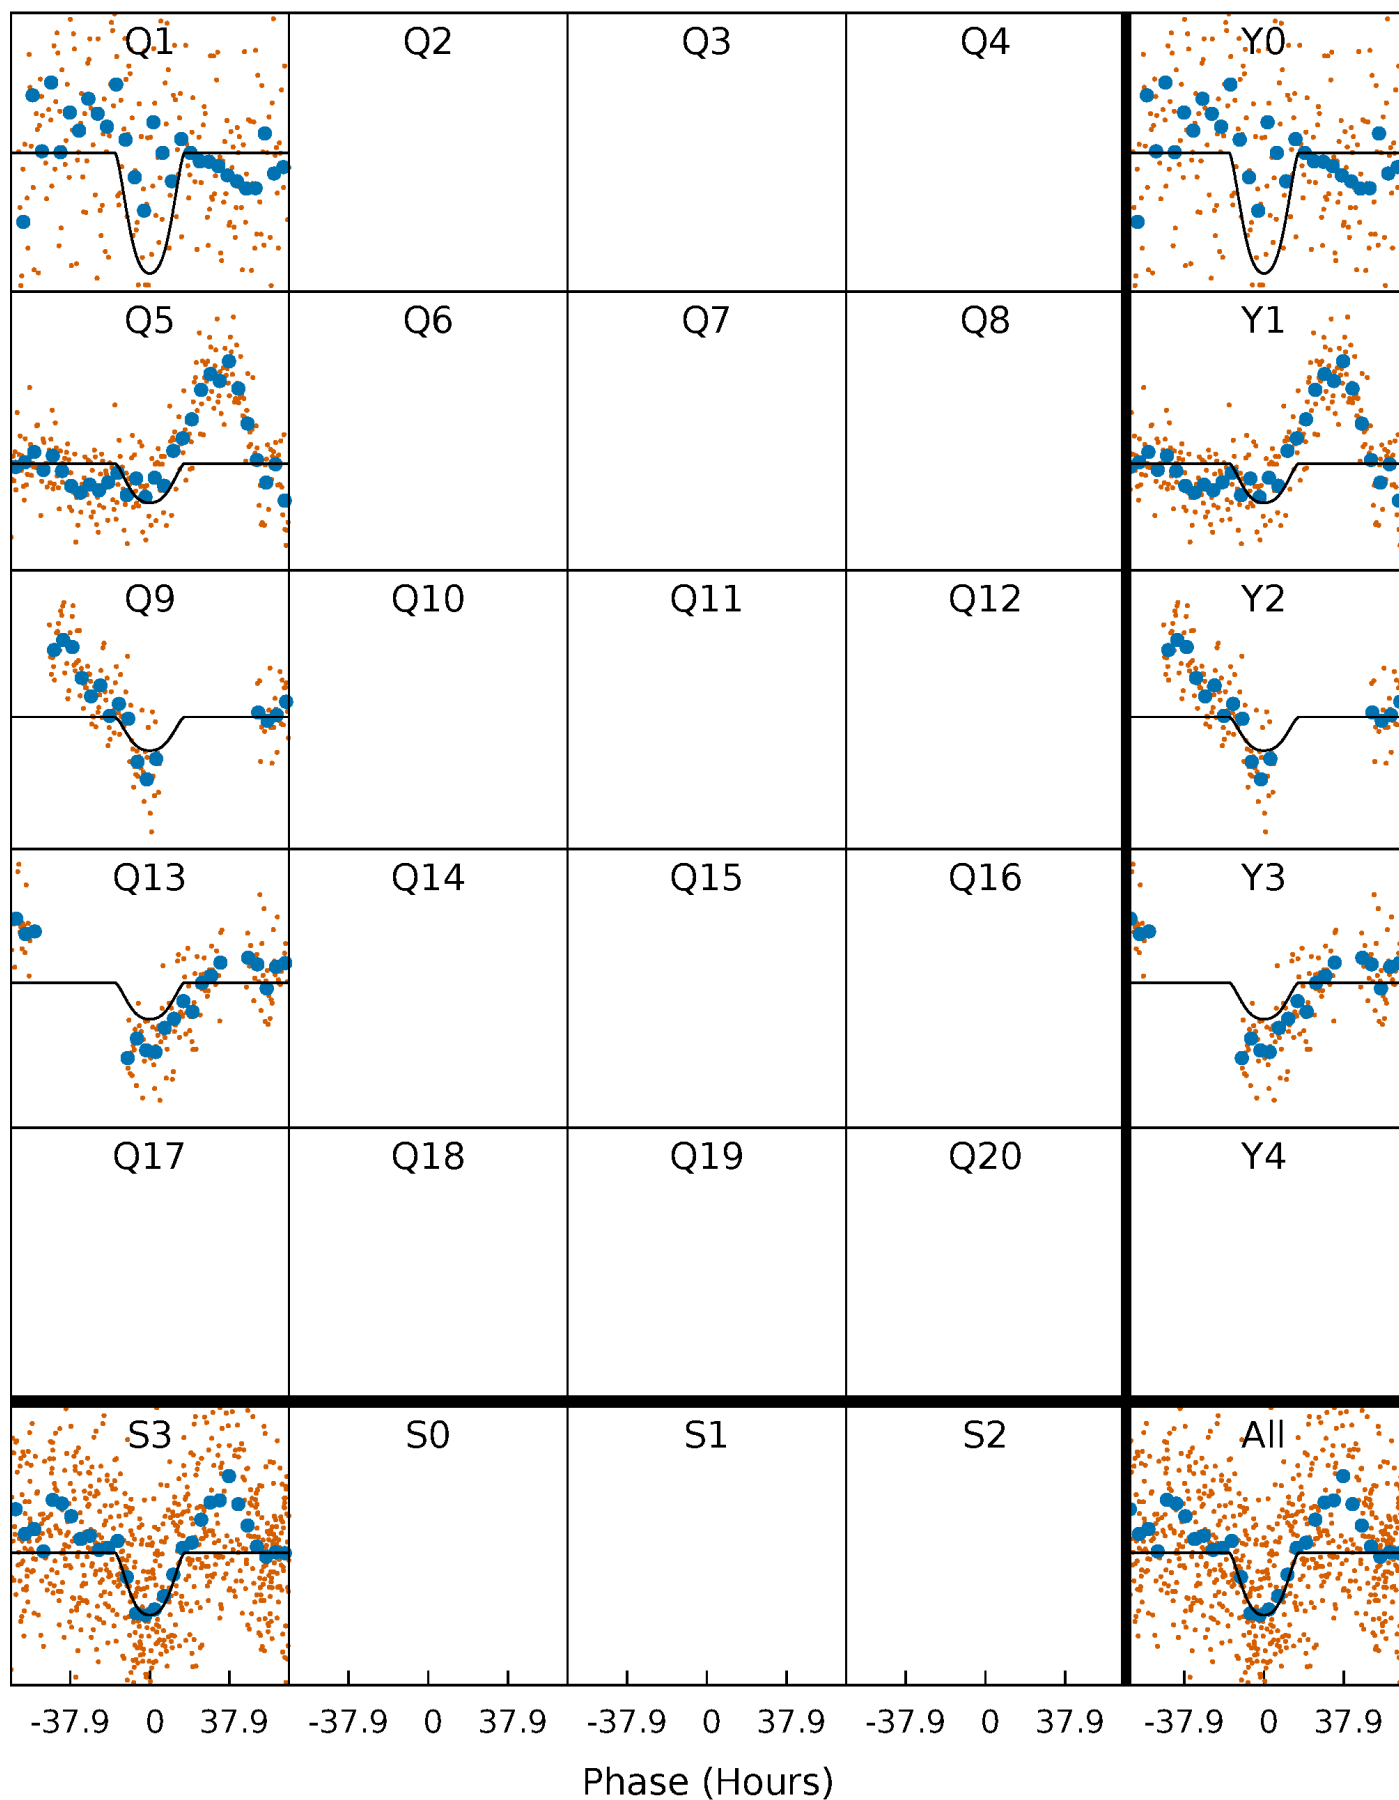 Q1 Q2 Q3 Q4 Y0
Q5 Q6 Q7 Q8 Y1
Q9 Q10 Q11 Q12 Y2
Q13 Q14 Q15 Q16 Y3
Q17 Q18 Q19 Q20 Y4
S3 S0 S1 S2 All
-37.9 0 37.9 -37.9 0 37.9 -37.9 0 37.9 -37.9 0 37.9 -37.9 0 37.9
Phase (Hours)